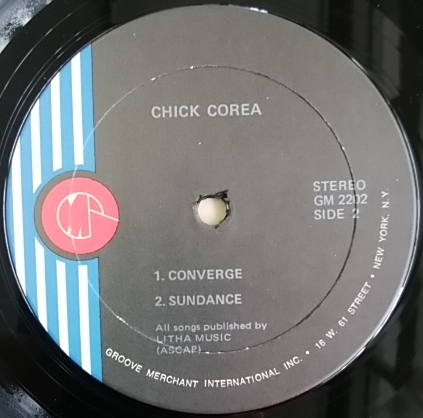 CHICK COREA
STEREO
GM 2202
SIDE 2
1. CONVERGE
2. SUNDANCE
All songs published by
LITHA MUSIC
(ASCAP)
GROOVE MERCHANT INTERNATIONAL INC. • 16 W. 61 STREET • NEW YORK, N.Y.